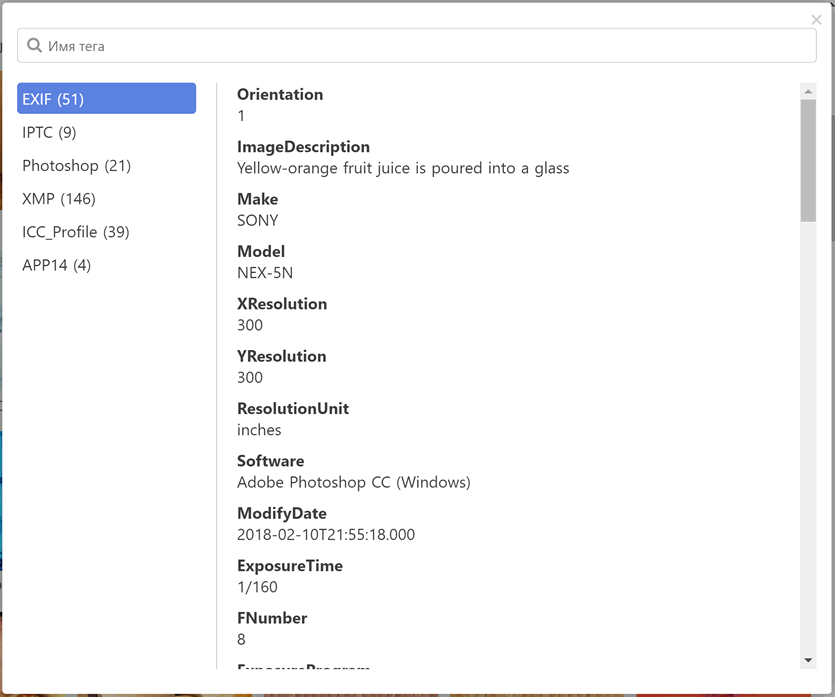 Имя тега
EXIF (51)
IPTC (9)
Photoshop (21)
XMP (146)
ICC_Profile (39)
APP14 (4)
Orientation
1
ImageDescription
Yellow-orange fruit juice is poured into a glass
Make
SONY
Model
NEX-5N
XResolution
300
YResolution
300
ResolutionUnit
inches
Software
Adobe Photoshop CC (Windows)
ModifyDate
2018-02-10T21:55:18.000
ExposureTime
1/160
FNumber
8
ExposureProgram